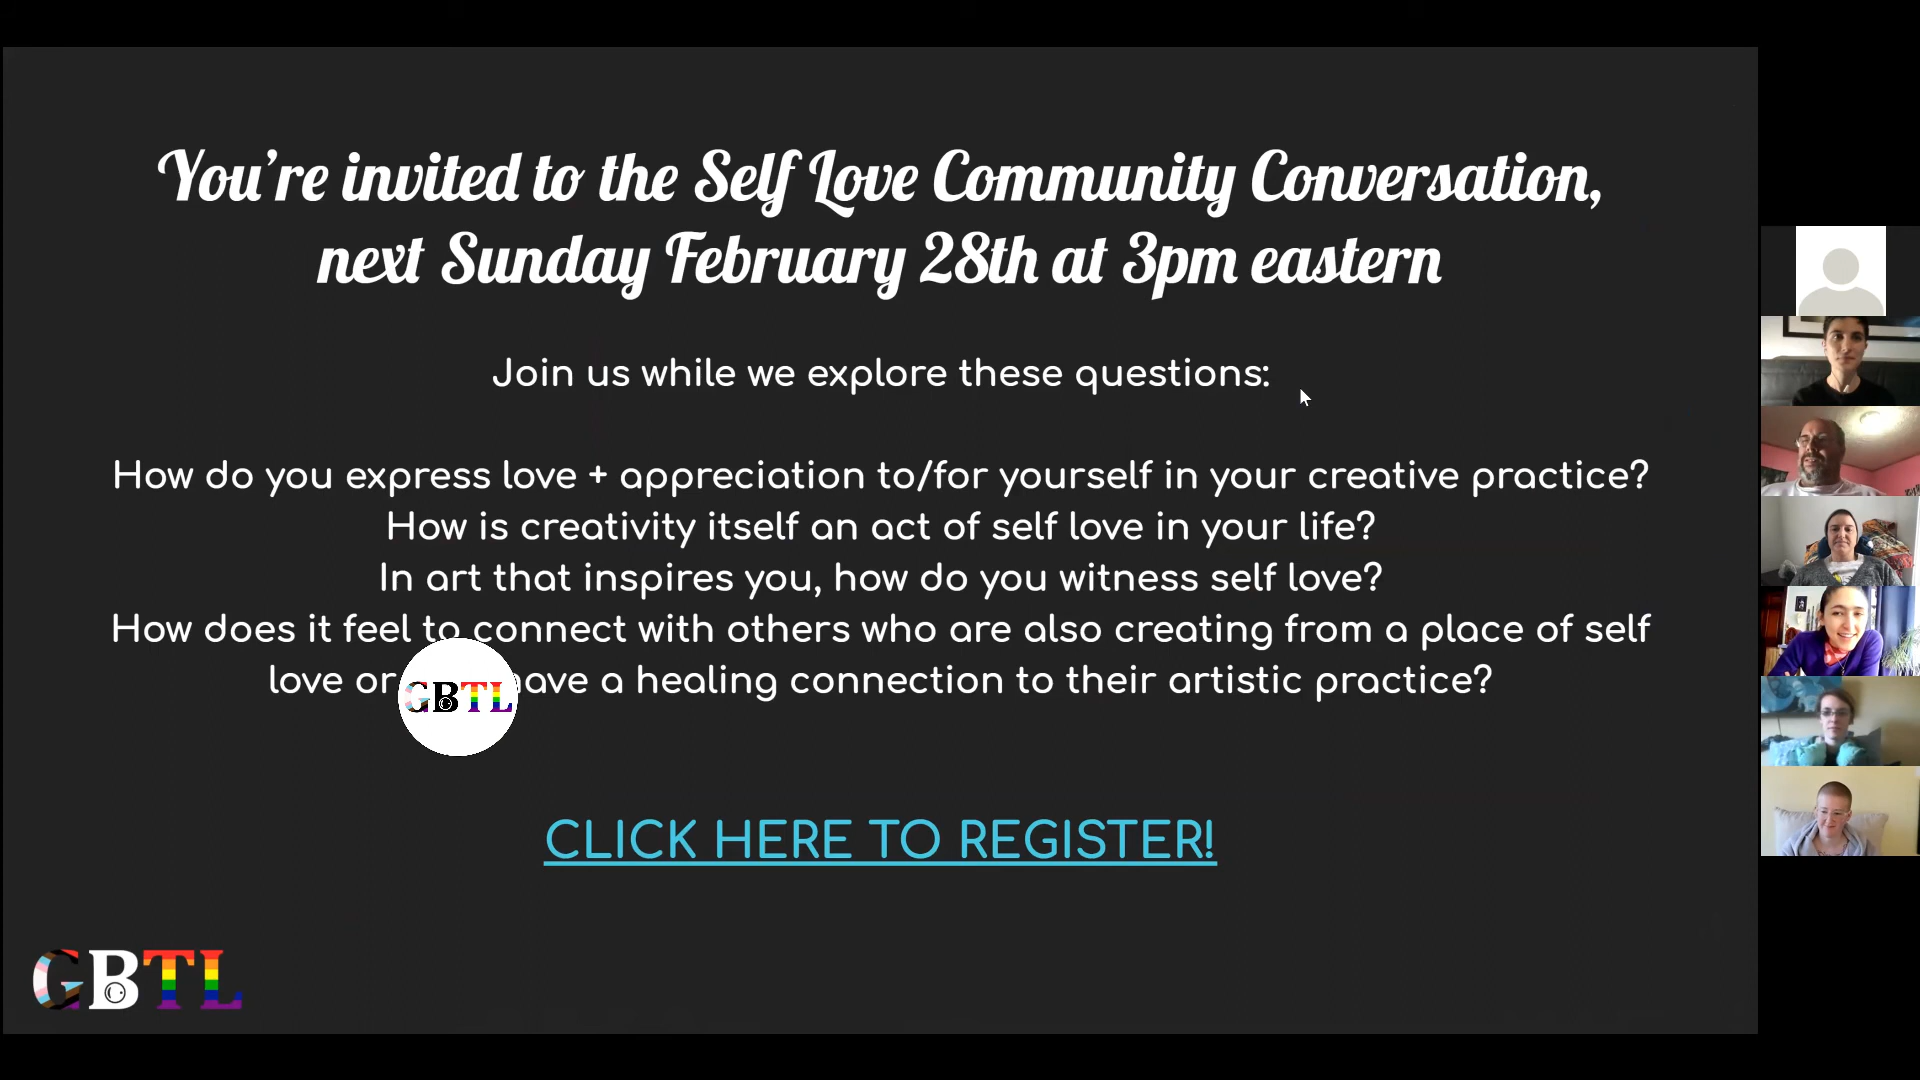 You're invited to the Self Love Community Conversation,
next Sunday February 28th at 3pm eastern
Join us while we explore these questions:
How do you express love + appreciation to/for yourself in your creative practice?
How is creativity itself an act of self love in your life?
In art that inspires you, how do you witness self love?
How does it feel to connect with others who are also creating from a place of self
love or have a healing connection to their artistic practice?
GBTL
CLICK HERE TO REGISTER!
GBTL